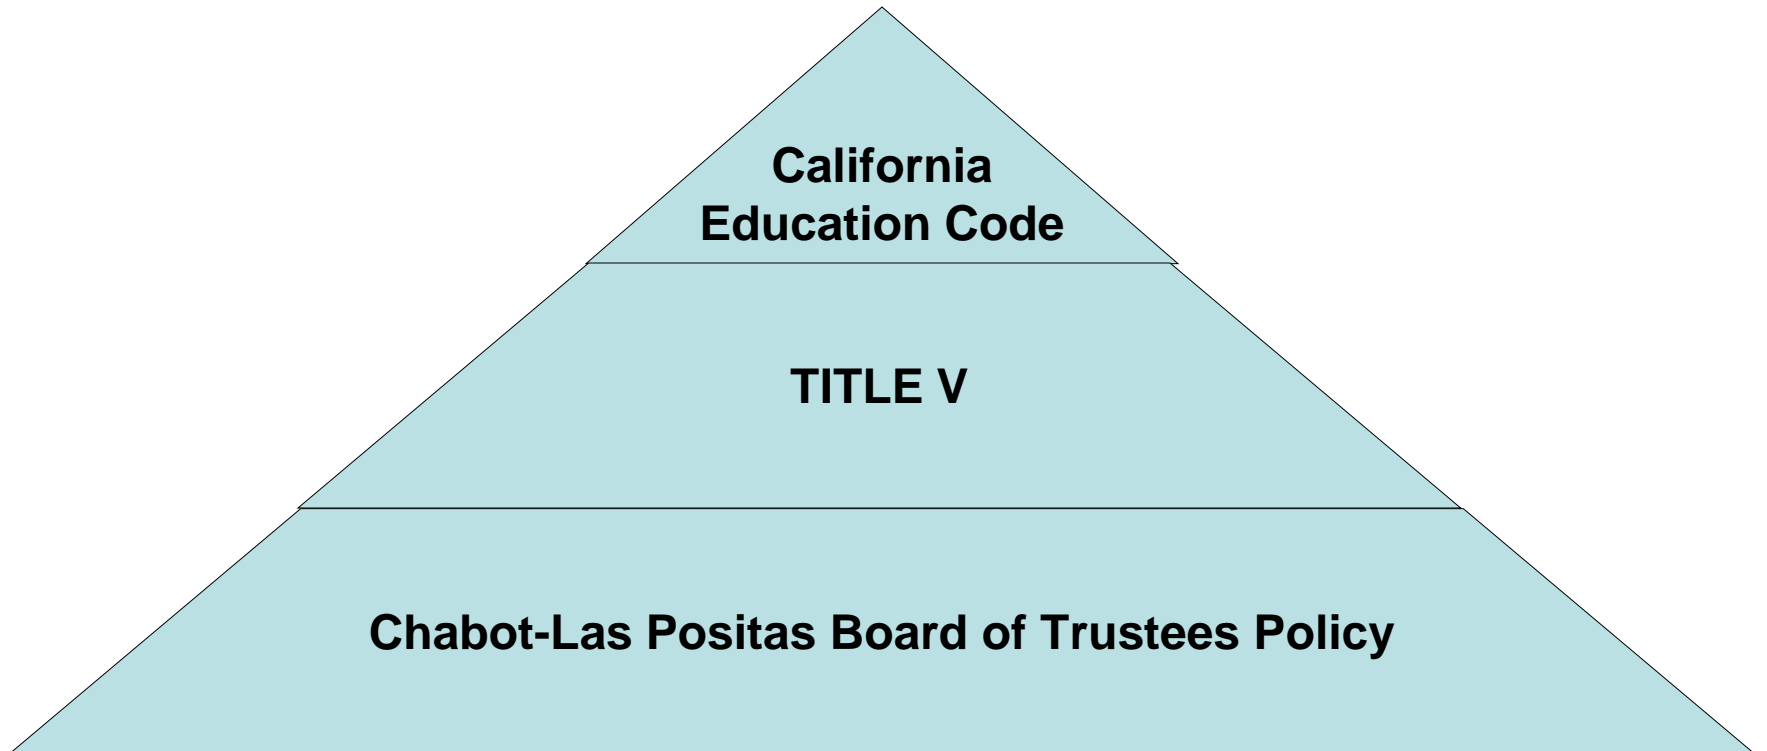 California
Education Code
TITLE V
Chabot-Las Positas Board of Trustees Policy